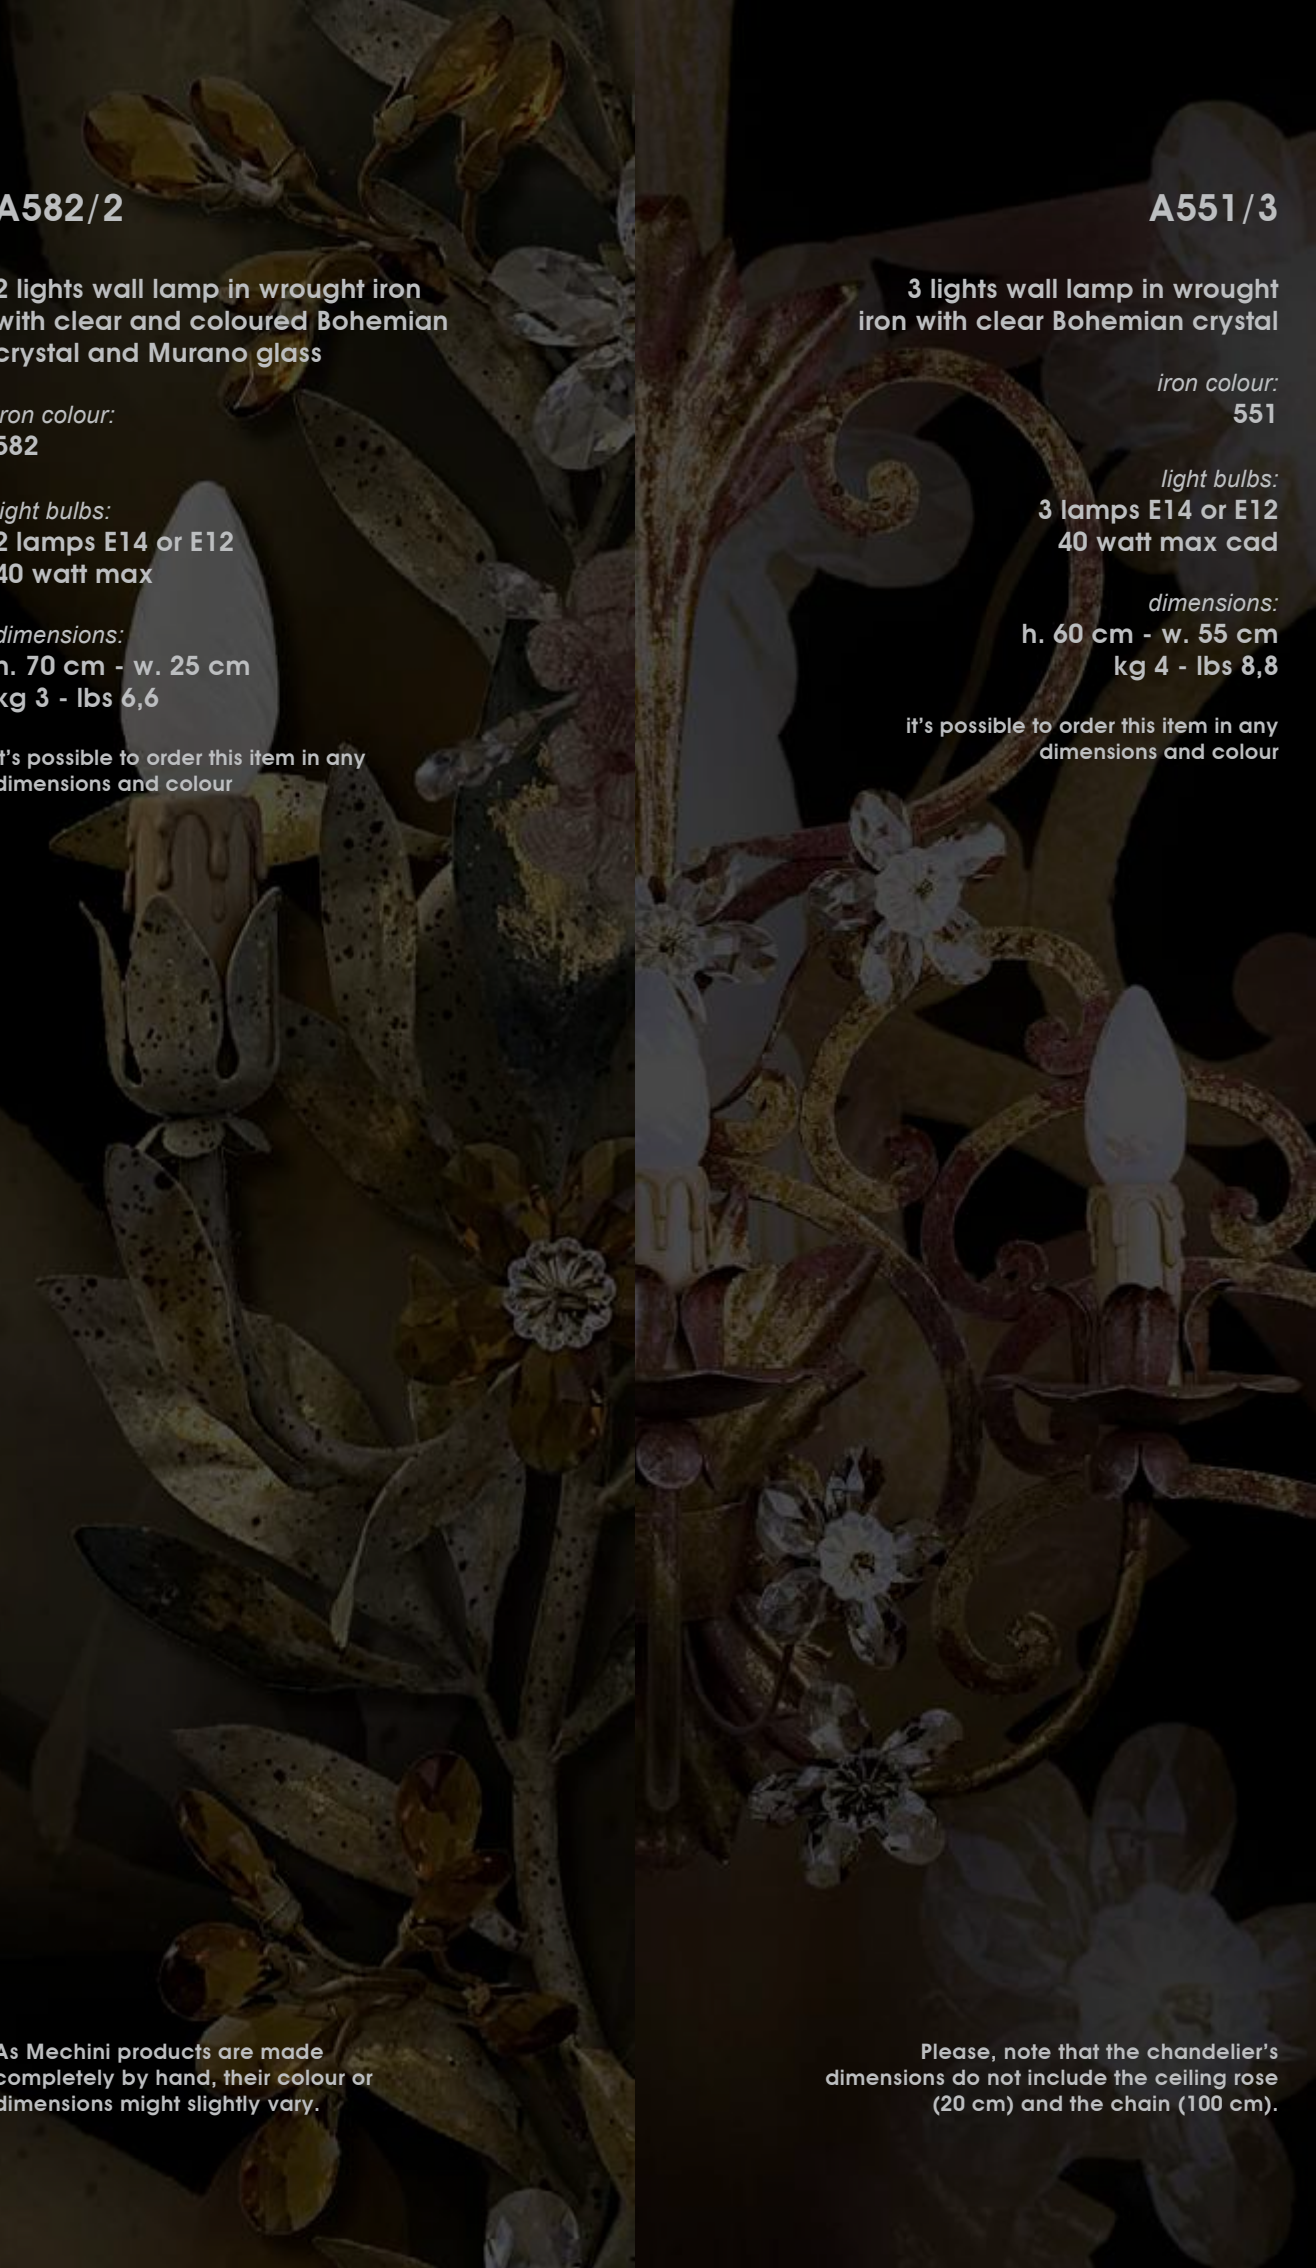 A582/2
2 lights wall lamp in wrought iron
with clear and coloured Bohemian
crystal and Murano glass
iron colour:
582
light bulbs:
2 lamps E14 or E12
40 watt max
dimensions:
h. 70 cm - w. 25 cm
kg 3 - lbs 6,6
it's possible to order this item in any
dimensions and colour
As Mechini products are made
completely by hand, their colour or
dimensions might slightly vary.
A551/3
3 lights wall lamp in wrought
iron with clear Bohemian crystal
iron colour:
551
light bulbs:
3 lamps E14 or E12
40 watt max cad
dimensions:
h. 60 cm - w. 55 cm
kg 4 - lbs 8,8
it's possible to order this item in any
dimensions and colour
Please, note that the chandelier's
dimensions do not include the ceiling rose
(20 cm) and the chain (100 cm).